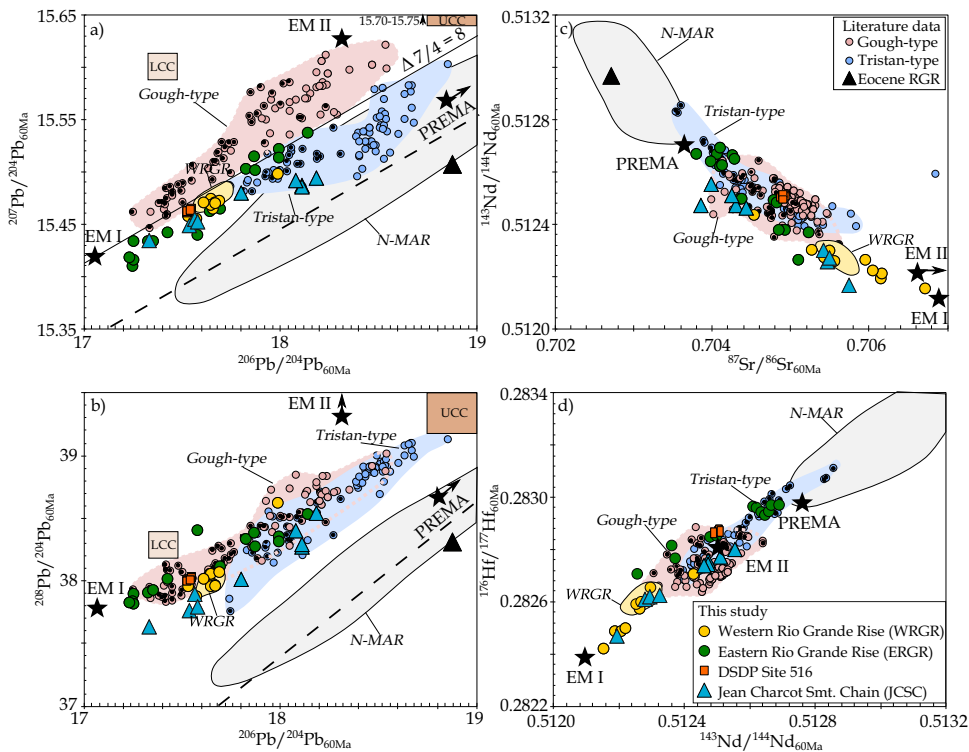 15.65
a)
15.70-15.75
UCC
EM II
Δ 7/4 = 8
LCC
Gough-type
15.55
PREMA
WRGR
15.45
Tristan-type
EM I
N-MAR
15.35
17
18
19
²⁰⁷Pb/²⁰⁴Pb60Ma
²⁰⁶Pb/²⁰⁴Pb60Ma
0.5132
c)
N-MAR
Literature data
Gough-type
Tristan-type
Eocene RGR
0.5128
Tristan-type
PREMA
0.5124
Gough-type
WRGR
EM II
EM I
0.5120
0.702
0.704
0.706
¹⁴³Nd/¹⁴⁴Nd60Ma
⁸⁷Sr/⁸⁶Sr60Ma
b)
EM II
UCC
Tristan-type
39
Gough-type
PREMA
LCC
38
EM I
WRGR
N-MAR
37
17
18
19
²⁰⁸Pb/²⁰⁴Pb60Ma
²⁰⁶Pb/²⁰⁴Pb60Ma
0.2834
d)
N-MAR
Tristan-type
0.2830
PREMA
Gough-type
EM II
WRGR
0.2826
EM I
This study
Western Rio Grande Rise (WRGR)
Eastern Rio Grande Rise (ERGR)
DSDP Site 516
Jean Charcot Smt. Chain (JCSC)
0.2822
0.5120
0.5124
0.5128
0.5132
¹⁷⁶Hf/¹⁷⁷Hf60Ma
¹⁴³Nd/¹⁴⁴Nd60Ma